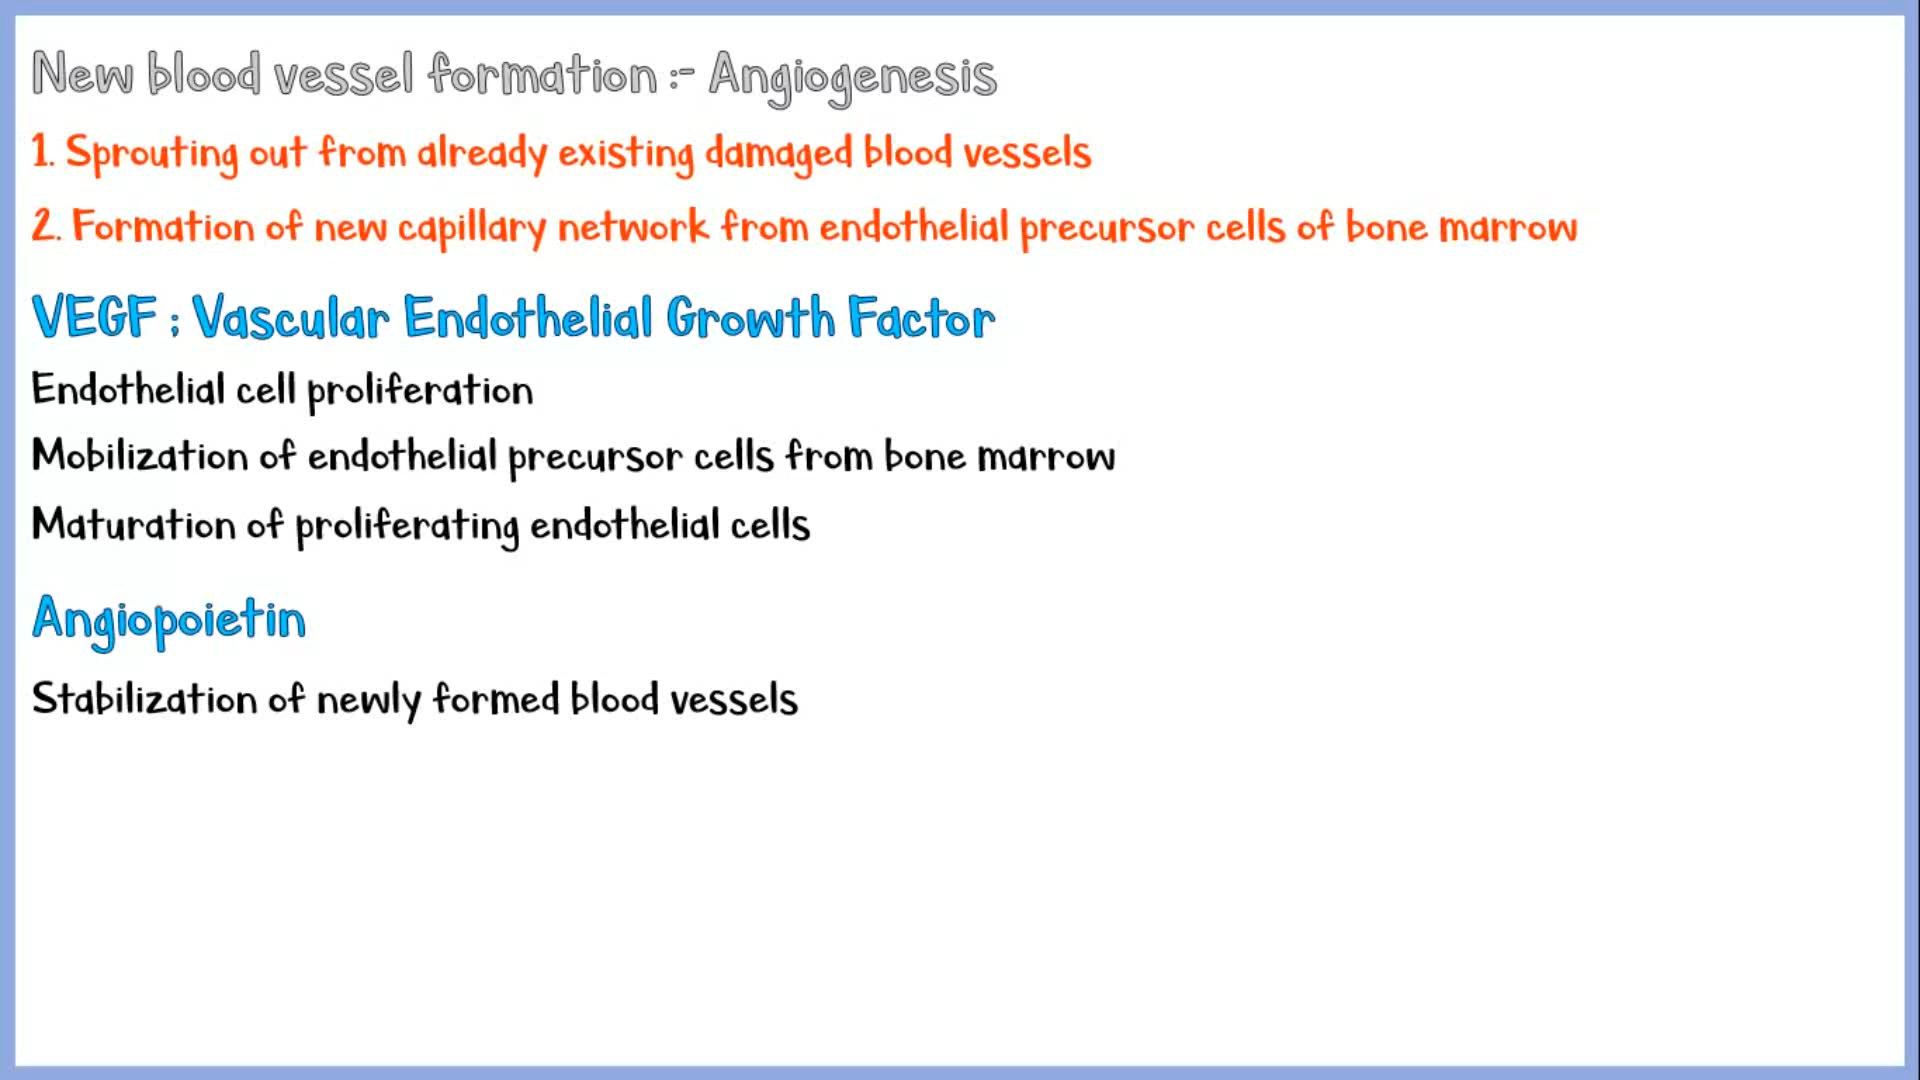 New blood vessel formation :- Angiogenesis
1. Sprouting out from already existing damaged blood vessels
2. Formation of new capillary network from endothelial precursor cells of bone marrow
VEGF ; Vascular Endothelial Growth Factor
Endothelial cell proliferation
Mobilization of endothelial precursor cells from bone marrow
Maturation of proliferating endothelial cells
Angiopoietin
Stabilization of newly formed blood vessels